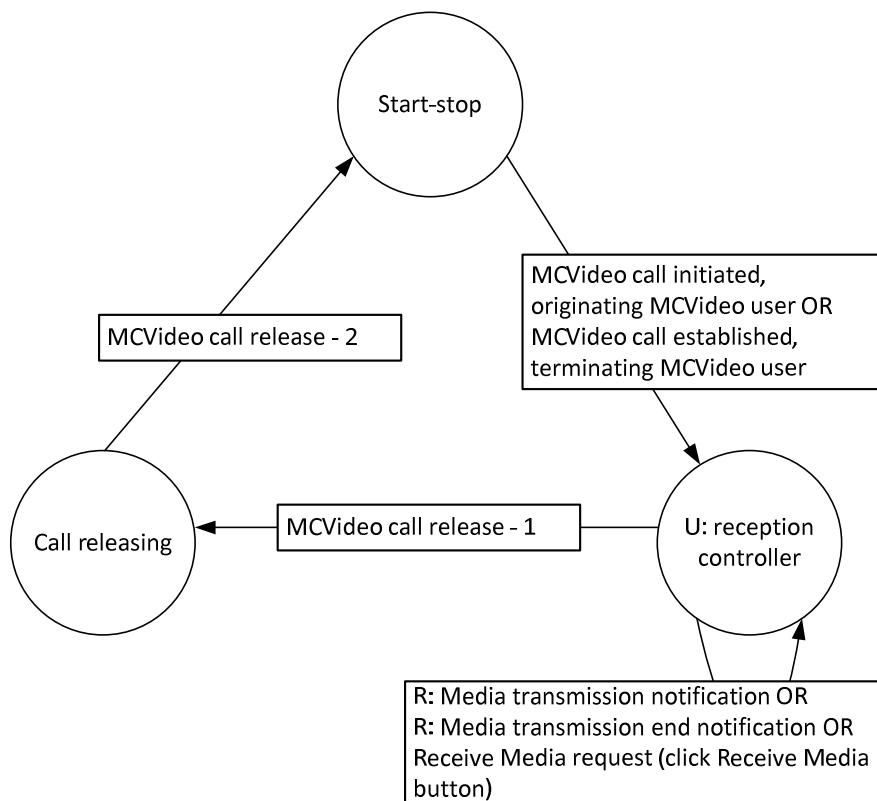 Start-stop
MCVideo call initiated,
originating MCVideo user OR
MCVideo call established,
terminating MCVideo user
MCVideo call release - 2
MCVideo call release - 1
Call releasing
U: reception
controller
R: Media transmission notification OR
R: Media transmission end notification OR
Receive Media request (click Receive Media
button)